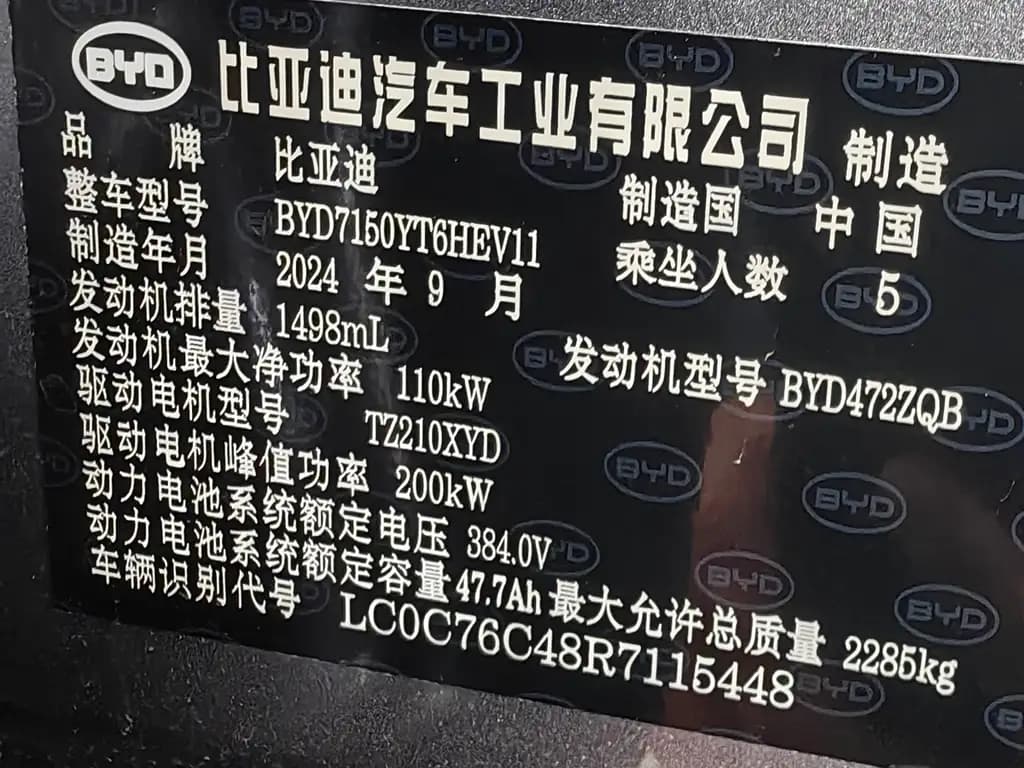 BYD 比亚迪汽车工业有限公司 制造
品牌 比亚迪 制造国 中国
整车型号 BYD7150YT6HEV11 乘坐人数 5
制造年月 2024 年 9 月
发动机排量 1498mL 发动机型号 BYD472ZQB
发动机最大净功率 110kW
驱动电机型号 TZ210XYD
驱动电机峰值功率 200kW
动力电池系统额定电压 384.0V
动力电池系统额定容量 47.7Ah 最大允许总质量 2285kg
车辆识别代号 LC0C76C48R7115448